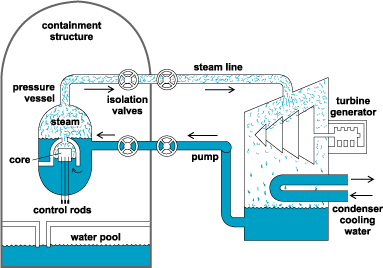 containment
structure
steam line
pressure
vessel
isolation
valves
steam
turbine
generator
core
pump
control rods
condenser
cooling
water
water pool